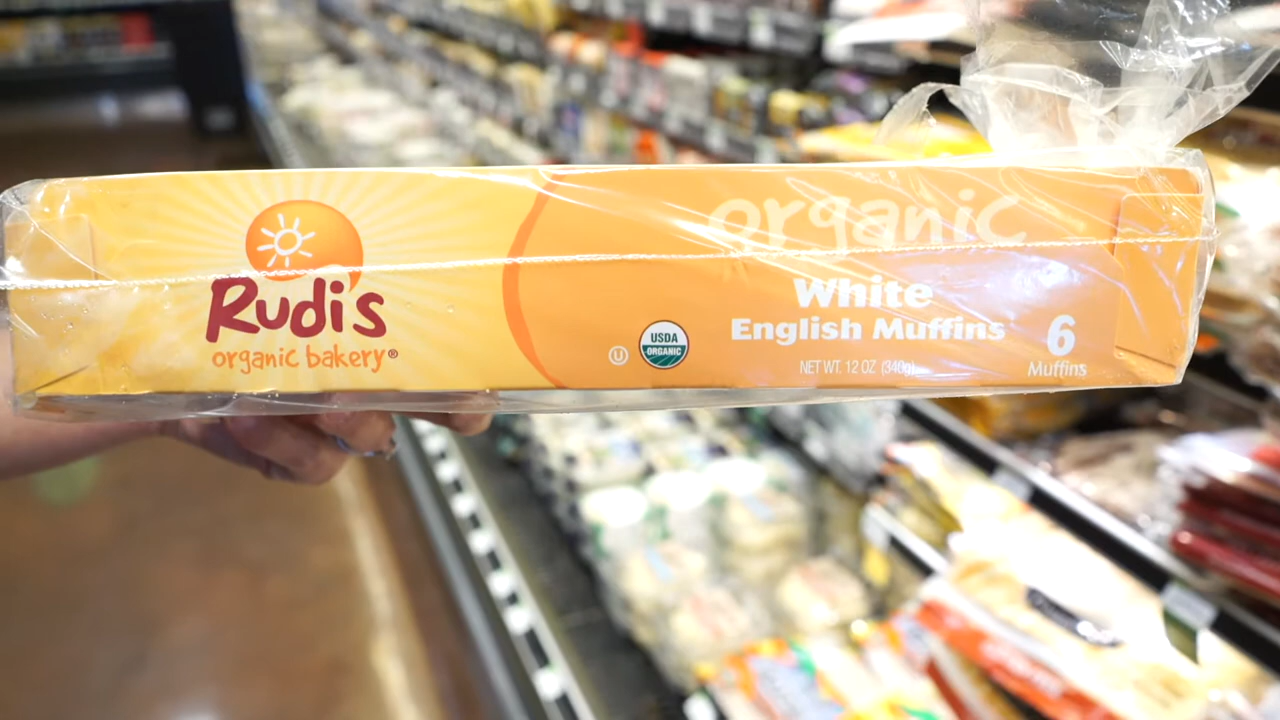 Rudi's
organic bakery®
U
USDA
ORGANIC
organic
White
English Muffins
NET WT. 12 OZ (340g)
6
Muffins